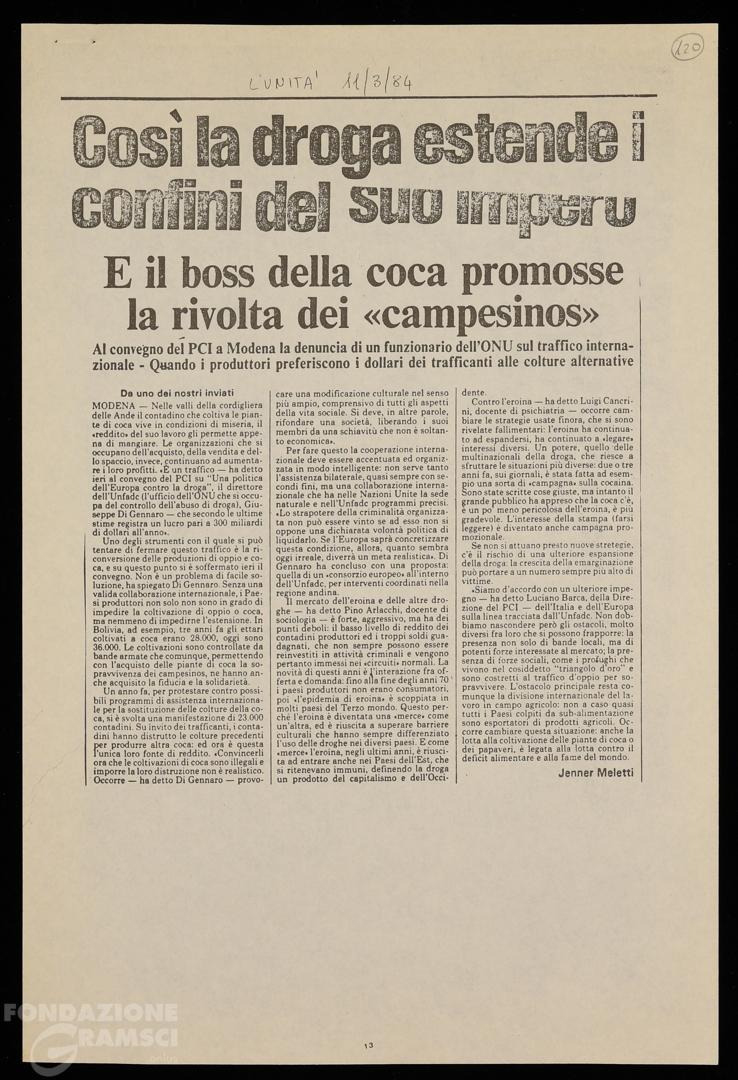 120
L'UNITA' 11/3/84
Così la droga estende i
confini del suo impero
E il boss della coca promosse
la rivolta dei «campesinos»
Al convegno del PCI a Modena la denuncia di un funzionario dell'ONU sul traffico interna-
zionale - Quando i produttori preferiscono i dollari dei trafficanti alle colture alternative
Da uno dei nostri inviati
MODENA — Nelle valli della cordigliera
delle Ande il contadino che coltiva le pian-
te di coca vive in condizioni di miseria, il
«reddito» del suo lavoro gli permette appe-
na di mangiare. Le organizzazioni che si
occupano dell'acquisto, della vendita e del-
lo spaccio, invece, continuano ad aumenta-
re i loro profitti. «È un traffico — ha detto
ieri al convegno del PCI su "Una politica
dell'Europa contro la droga", il direttore
dell'Unfadc (l'ufficio dell'ONU che si occu-
pa del controllo dell'abuso di droga), Giu-
seppe Di Gennaro — che secondo le ultime
stime registra un lucro pari a 300 miliardi
di dollari all'anno».
Uno degli strumenti con il quale si può
tentare di fermare questo traffico è la ri-
conversione delle produzioni di oppio e co-
ca, e su questo punto si è soffermato ieri il
convegno. Non è un problema di facile so-
luzione, ha spiegato Di Gennaro. Senza una
valida collaborazione internazionale, i Pae-
si produttori non solo non sono in grado di
impedire la coltivazione di oppio o coca,
ma nemmeno di impedirne l'estensione. In
Bolivia, ad esempio, tre anni fa gli ettari
coltivati a coca erano 28.000, oggi sono
36.000. Le coltivazioni sono controllate da
bande armate che comunque, permettendo
con l'acquisto delle piante di coca la so-
pravvivenza dei campesinos, ne hanno an-
che acquisito la fiducia e la solidarietà.
Un anno fa, per protestare contro possi-
bili programmi di assistenza internaziona-
le per la sostituzione delle colture della co-
ca, si è svolta una manifestazione di 23.000
contadini. Su invito dei trafficanti, i conta-
dini hanno distrutto le colture precedenti
per produrre altra coca: ed ora è questa
l'unica loro fonte di reddito. «Convincerli
ora che le coltivazioni di coca sono illegali e
imporre la loro distruzione non è realistico.
Occorre — ha detto Di Gennaro — provo-
care una modificazione culturale nel senso
più ampio, comprensivo di tutti gli aspetti
della vita sociale. Si deve, in altre parole,
rifondare una società, liberando i suoi
membri da una schiavitù che non è soltan-
to economica».
Per fare questo la cooperazione interna-
zionale deve essere accentuata ed organiz-
zata in modo intelligente: non serve tanto
l'assistenza bilaterale, quasi sempre con se-
condi fini, ma una collaborazione interna-
zionale che ha nelle Nazioni Unite la sede
naturale e nell'Unfadc programmi precisi.
«Lo strapotere della criminalità organizza-
ta non può essere vinto se ad esso non si
oppone una dichiarata volontà politica di
liquidarlo. Se l'Europa saprà concretizzare
questa condizione, allora, quanto sembra
oggi irreale, diverrà un meta realistica». Di
Gennaro ha concluso con una proposta:
quella di un «consorzio europeo» all'interno
dell'Unfadc, per interventi coordinati nella
regione andina.
Il mercato dell'eroina e delle altre dro-
ghe — ha detto Pino Arlacchi, docente di
sociologia — è forte, aggressivo, ma ha dei
punti deboli: il basso livello di reddito dei
contadini produttori ed i troppi soldi gua-
dagnati, che non sempre possono essere
reinvestiti in attività criminali e vengono
pertanto immessi nei «circuiti» normali. La
novità di questi anni è l'interazione fra of-
ferta e domanda: fino alla fine degli anni 70
i paesi produttori non erano consumatori,
poi «l'epidemia di eroina» è scoppiata in
molti paesi del Terzo mondo. Questo per-
ché l'eroina è diventata una «merce» come
un'altra, ed è riuscita a superare barriere
culturali che hanno sempre differenziato
l'uso delle droghe nei diversi paesi. E come
«merce» l'eroina, negli ultimi anni, è riusci-
ta ad entrare anche nei Paesi dell'Est, che
si ritenevano immuni, definendo la droga
un prodotto del capitalismo e dell'Occi-
dente.
Contro l'eroina — ha detto Luigi Cancri-
ni, docente di psichiatria — occorre cam-
biare le strategie usate finora, che si sono
rivelate fallimentari: l'eroina ha continua-
to ad espandersi, ha continuato a «legare»
interessi diversi. Un potere, quello delle
multinazionali della droga, che riesce a
sfruttare le situazioni più diverse: due o tre
anni fa, sui giornali, è stata fatta ad esem-
pio una sorta di «campagna» sulla cocaina.
Sono state scritte cose giuste, ma intanto il
grande pubblico ha appreso che la coca c'è,
è un po' meno pericolosa dell'eroina, è più
gradevole. L'interesse della stampa (farsi
leggere) è diventato anche campagna pro-
mozionale.
Se non si attuano presto nuove stretegie,
c'è il rischio di una ulteriore espansione
della droga: la crescita della emarginazione
può portare a un numero sempre più alto di
vittime.
«Siamo d'accordo con un ulteriore impe-
gno — ha detto Luciano Barca, della Dire-
zione del PCI — dell'Italia e dell'Europa
sulla linea tracciata dall'Unfadc. Non dob-
biamo nascondere però gli ostacoli, molto
diversi fra loro che si possono frapporre: la
presenza non solo di bande locali, ma di
potenti forze interessate al mercato; la pre-
senza di forze sociali, come i profughi che
vivono nel cosiddetto "triangolo d'oro" e
sono costretti al traffico d'oppio per so-
pravvivere. L'ostacolo principale resta co-
munque la divisione internazionale del la-
voro in campo agricolo: non a caso quasi
tutti i Paesi colpiti da sub-alimentazione
sono esportatori di prodotti agricoli. Oc-
corre cambiare questa situazione: anche la
lotta alla coltivazione delle piante di coca o
dei papaveri, è legata alla lotta contro il
deficit alimentare e alla fame del mondo.
Jenner Meletti
13
FONDAZIONE
GRAMSCI
onlus